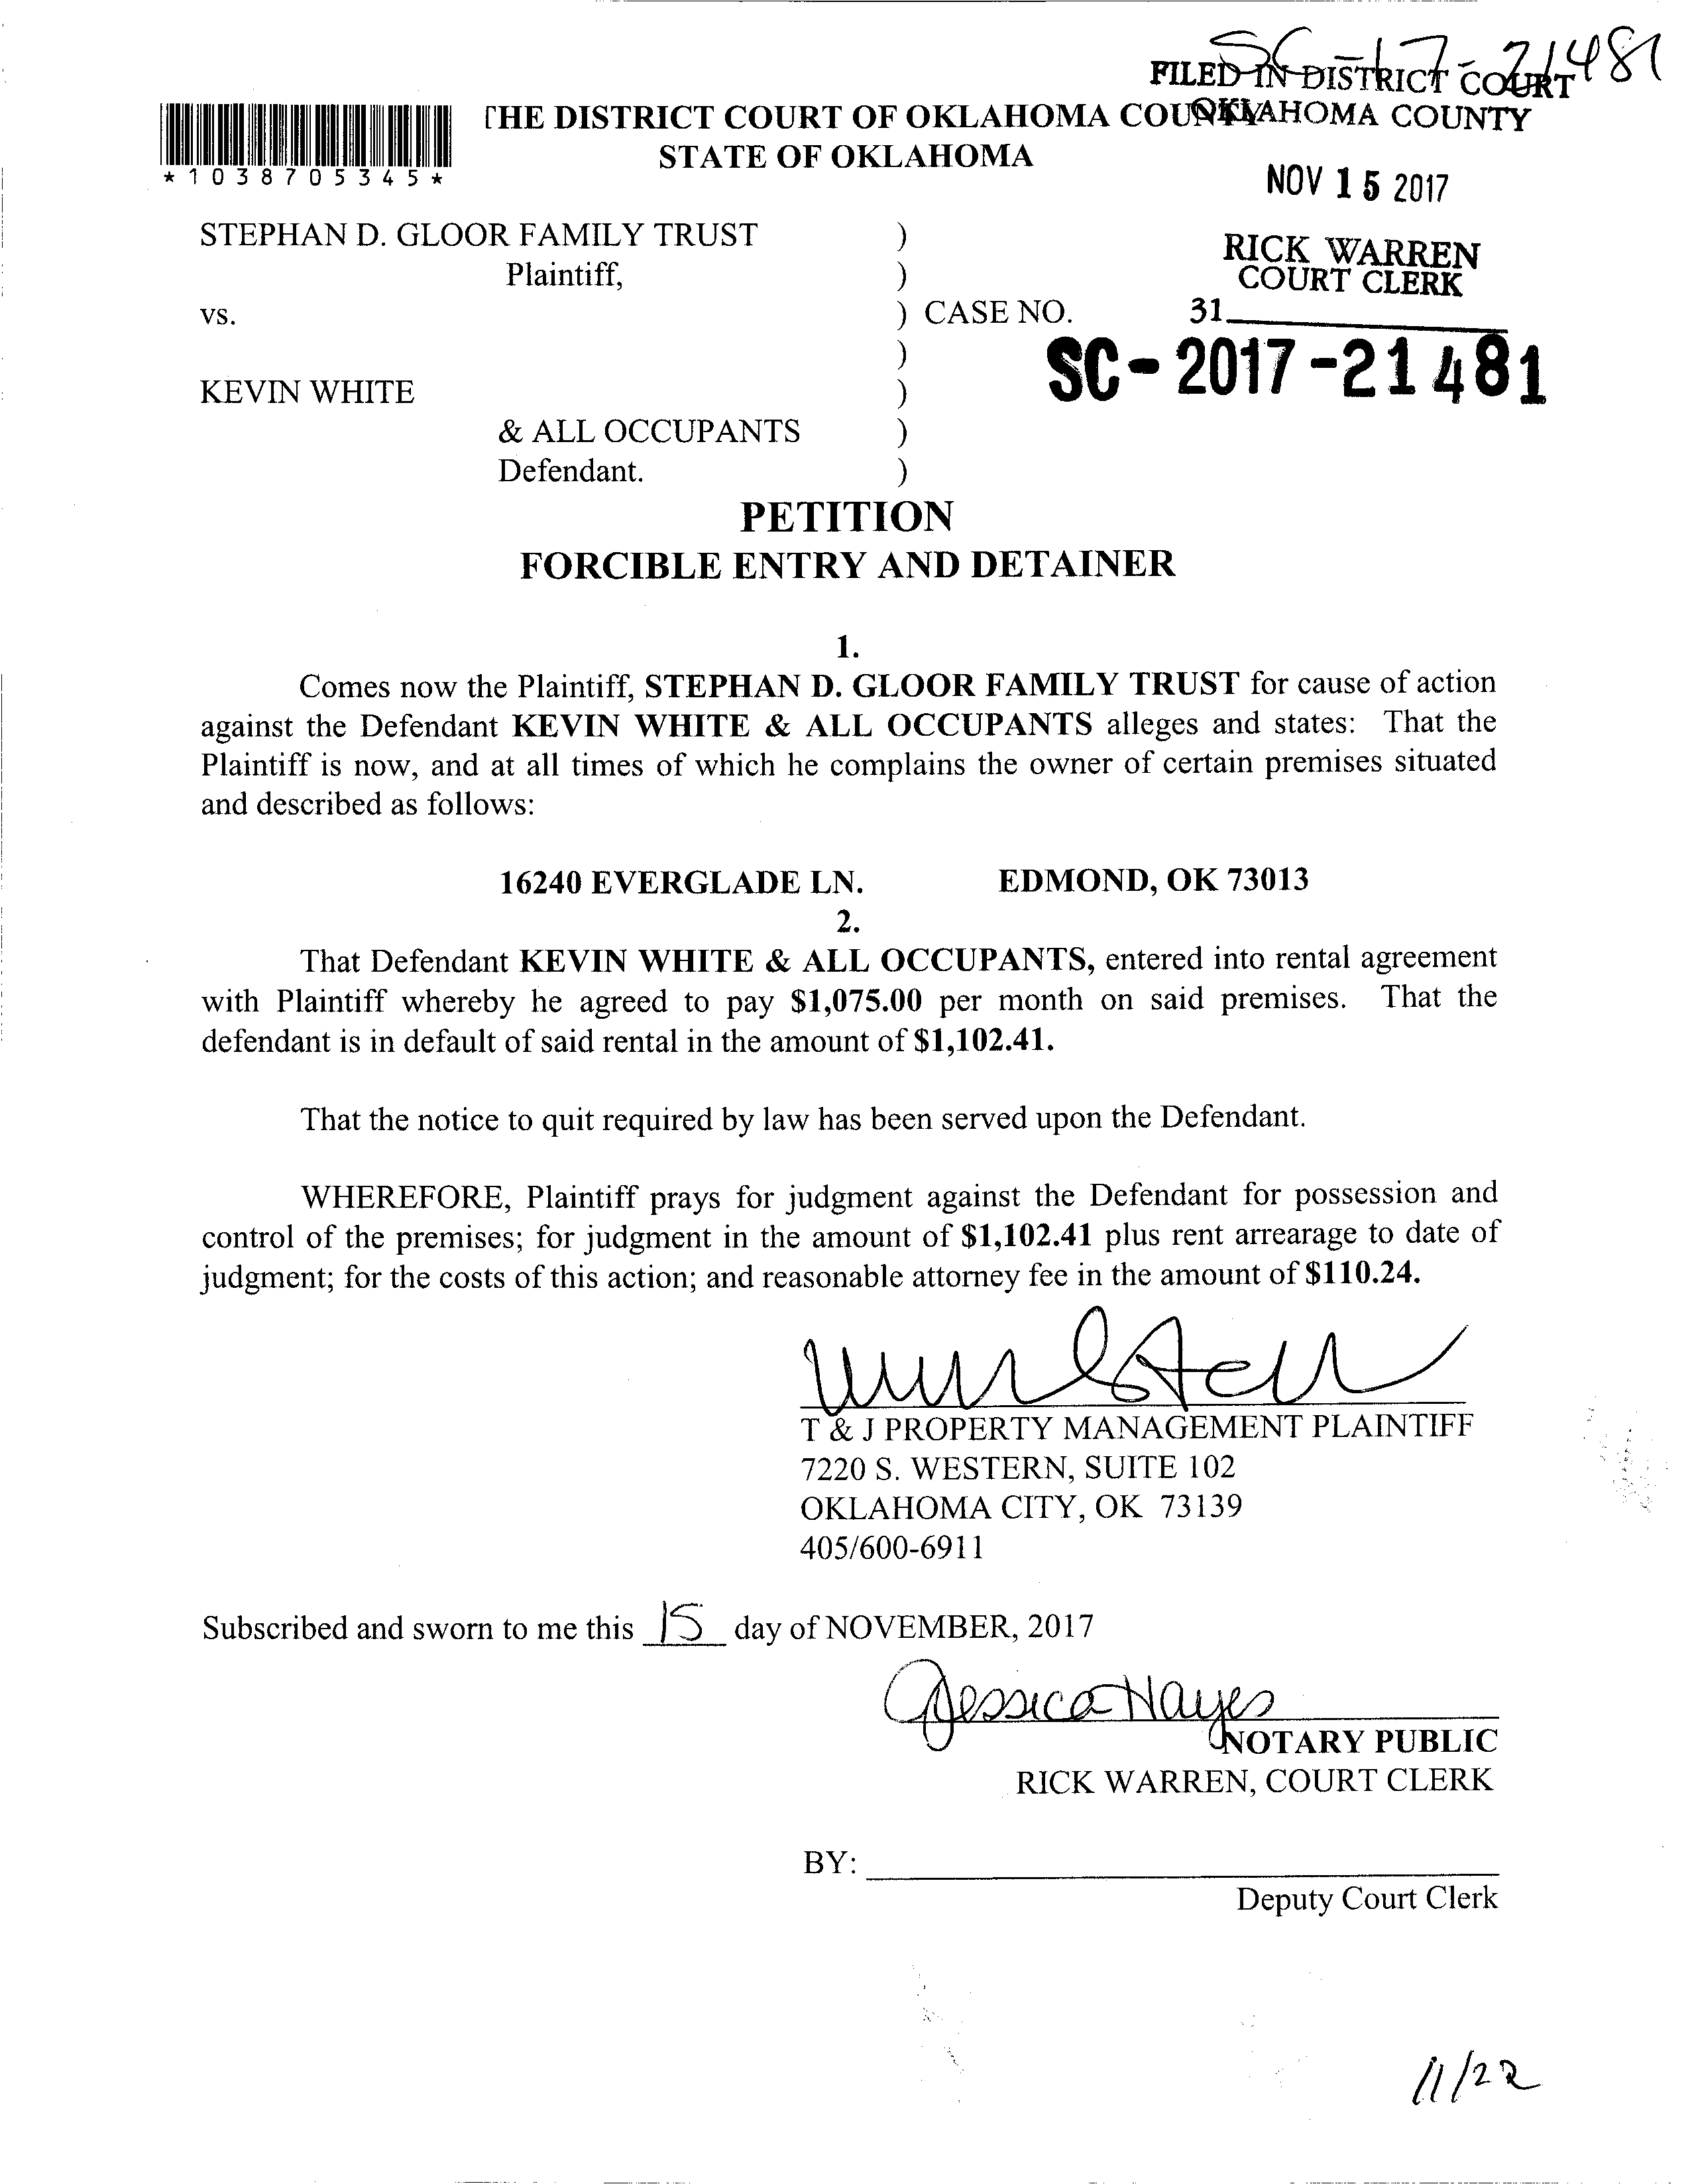 SC-17-21481
FILED IN DISTRICT COURT
OKLAHOMA COUNTY
THE DISTRICT COURT OF OKLAHOMA COUNTY
STATE OF OKLAHOMA
*1038705345*
NOV 15 2017
RICK WARREN
COURT CLERK
31
STEPHAN D. GLOOR FAMILY TRUST )
Plaintiff, )
vs. ) CASE NO.
)
SC-2017-21481
KEVIN WHITE )
& ALL OCCUPANTS )
Defendant. )
PETITION
FORCIBLE ENTRY AND DETAINER
1.
Comes now the Plaintiff, STEPHAN D. GLOOR FAMILY TRUST for cause of action
against the Defendant KEVIN WHITE & ALL OCCUPANTS alleges and states: That the
Plaintiff is now, and at all times of which he complains the owner of certain premises situated
and described as follows:
16240 EVERGLADE LN. EDMOND, OK 73013
2.
That Defendant KEVIN WHITE & ALL OCCUPANTS, entered into rental agreement
with Plaintiff whereby he agreed to pay $1,075.00 per month on said premises. That the
defendant is in default of said rental in the amount of $1,102.41.
That the notice to quit required by law has been served upon the Defendant.
WHEREFORE, Plaintiff prays for judgment against the Defendant for possession and
control of the premises; for judgment in the amount of $1,102.41 plus rent arrearage to date of
judgment; for the costs of this action; and reasonable attorney fee in the amount of $110.24.
T & J PROPERTY MANAGEMENT PLAINTIFF
7220 S. WESTERN, SUITE 102
OKLAHOMA CITY, OK 73139
405/600-6911
Subscribed and sworn to me this 15 day of NOVEMBER, 2017
Jessica Hayes
NOTARY PUBLIC
RICK WARREN, COURT CLERK
BY:
Deputy Court Clerk
11/22